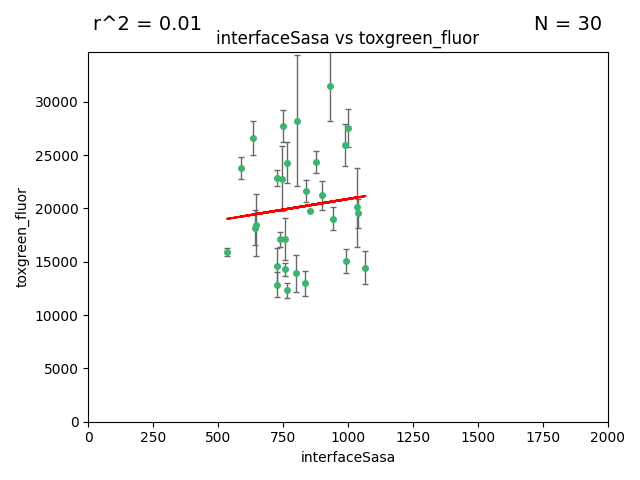 r^2 = 0.01
N = 30
interfaceSasa vs toxgreen_fluor
30000
25000
20000
15000
10000
5000
0
toxgreen_fluor
0 250 500 750 1000 1250 1500 1750 2000
interfaceSasa